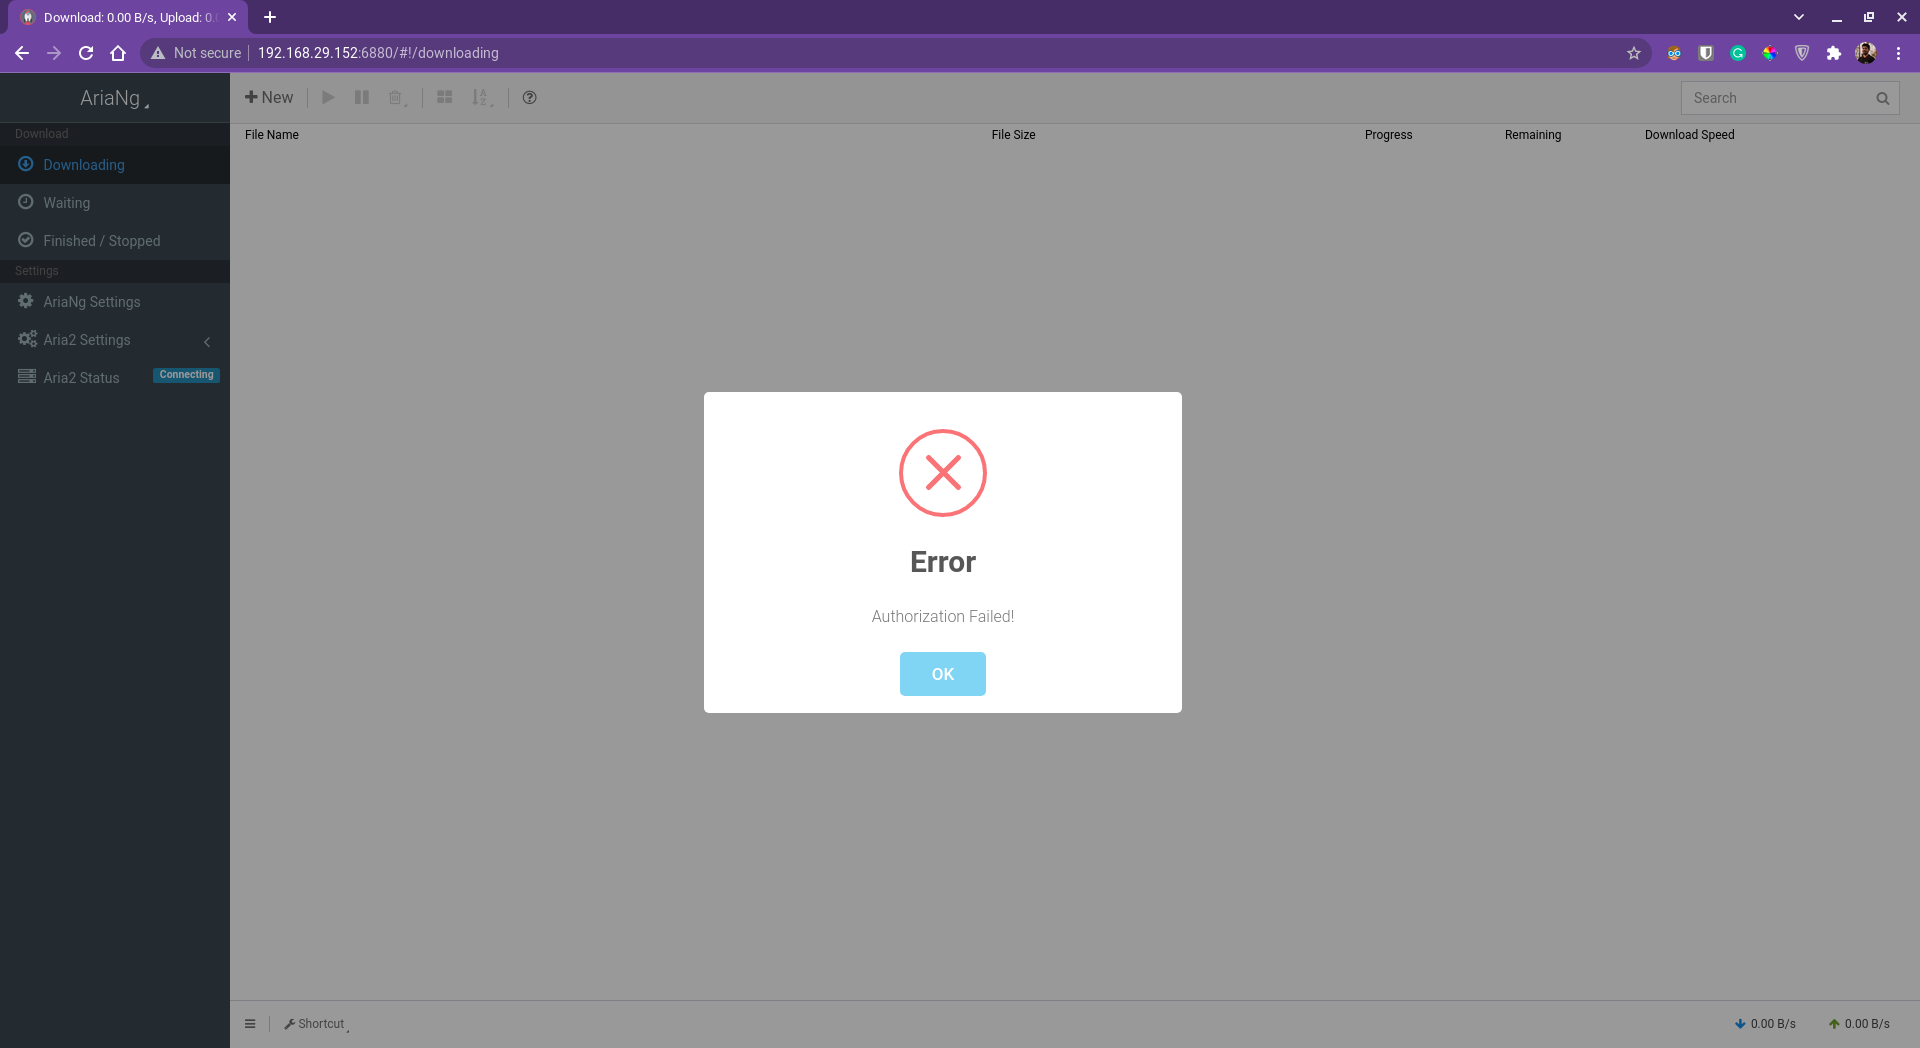 Download: 0.00 B/s, Upload: 0.
Not secure
192.168.29.152:6880/#!/downloading
AriaNg
New
Search
Download
File Name File Size Progress Remaining Download Speed
Downloading
Waiting
Finished / Stopped
Settings
AriaNg Settings
Aria2 Settings
Aria2 Status Connecting
Error
Authorization Failed!
OK
Shortcut
0.00 B/s 0.00 B/s